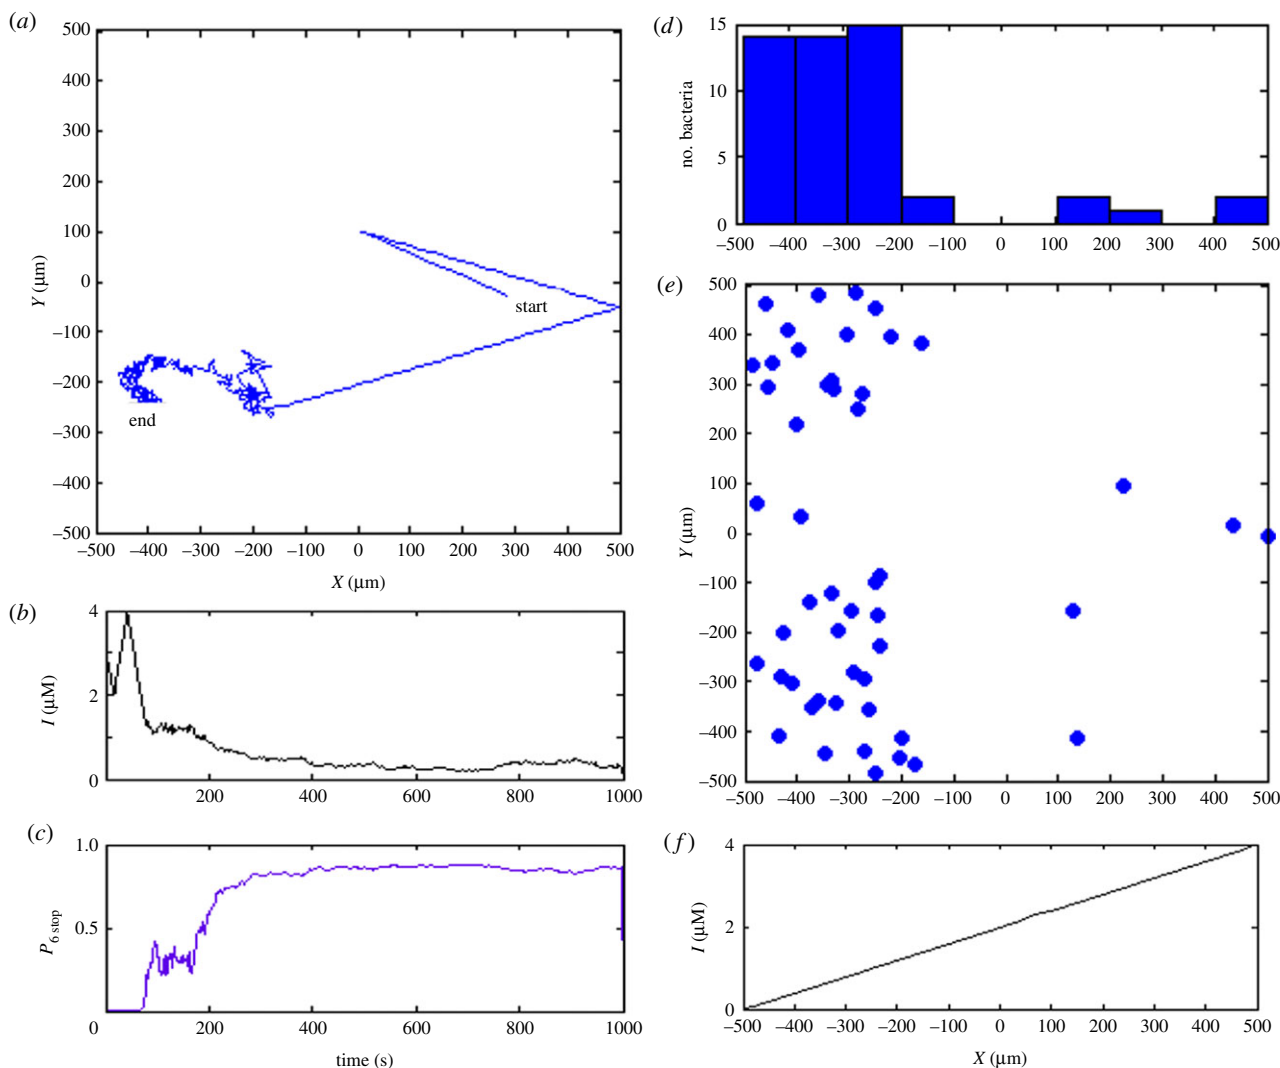 (a)
500
400
300
200
100
0
–100
–200
–300
–400
–500
Y (µm)
start
end
–500 –400 –300 –200 –100 0 100 200 300 400 500
X (µm)
(b)
4
2
0
I (µM)
200 400 600 800 1000
(c)
1.0
0.5
P6 stop
0 200 400 600 800 1000
time (s)
(d)
15
10
5
0
no. bacteria
–500 –400 –300 –200 –100 0 100 200 300 400 500
(e)
500
400
300
200
100
0
–100
–200
–300
–400
–500
Y (µm)
–500 –400 –300 –200 –100 0 100 200 300 400 500
(f)
4
2
0
I (µM)
–500 –400 –300 –200 –100 0 100 200 300 400 500
X (µm)